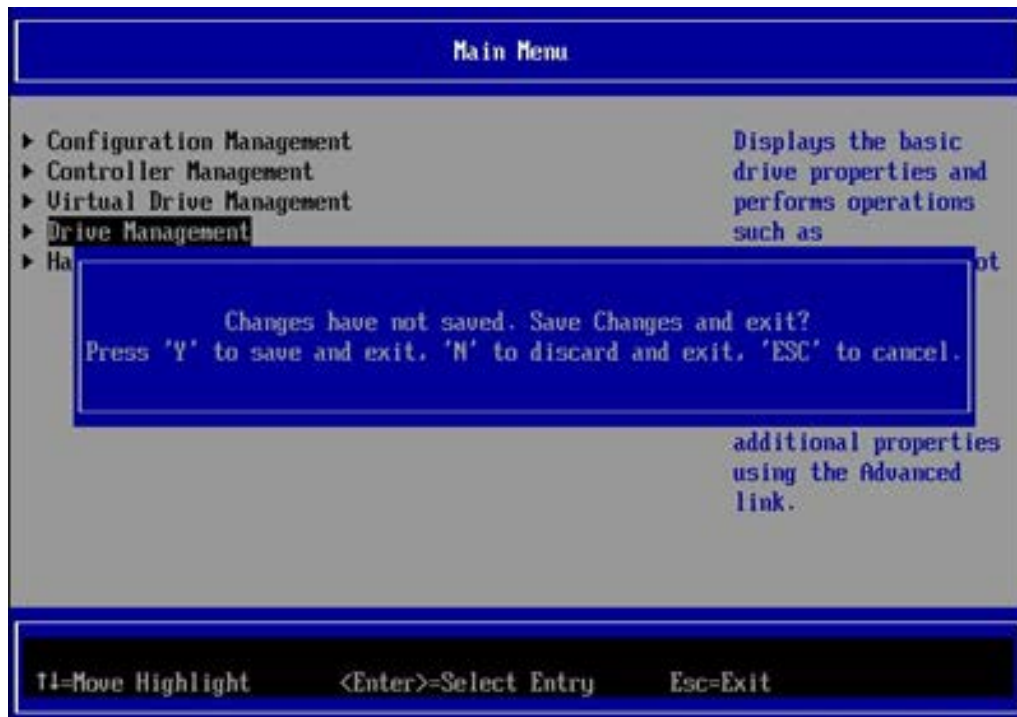 Main Menu
▶ Configuration Management
▶ Controller Management
▶ Virtual Drive Management
▶ Drive Management
▶ Ha
Displays the basic
drive properties and
performs operations
such as
ot
Changes have not saved. Save Changes and exit?
Press 'Y' to save and exit, 'N' to discard and exit, 'ESC' to cancel.
additional properties
using the Advanced
link.
↑↓=Move Highlight <Enter>=Select Entry Esc=Exit